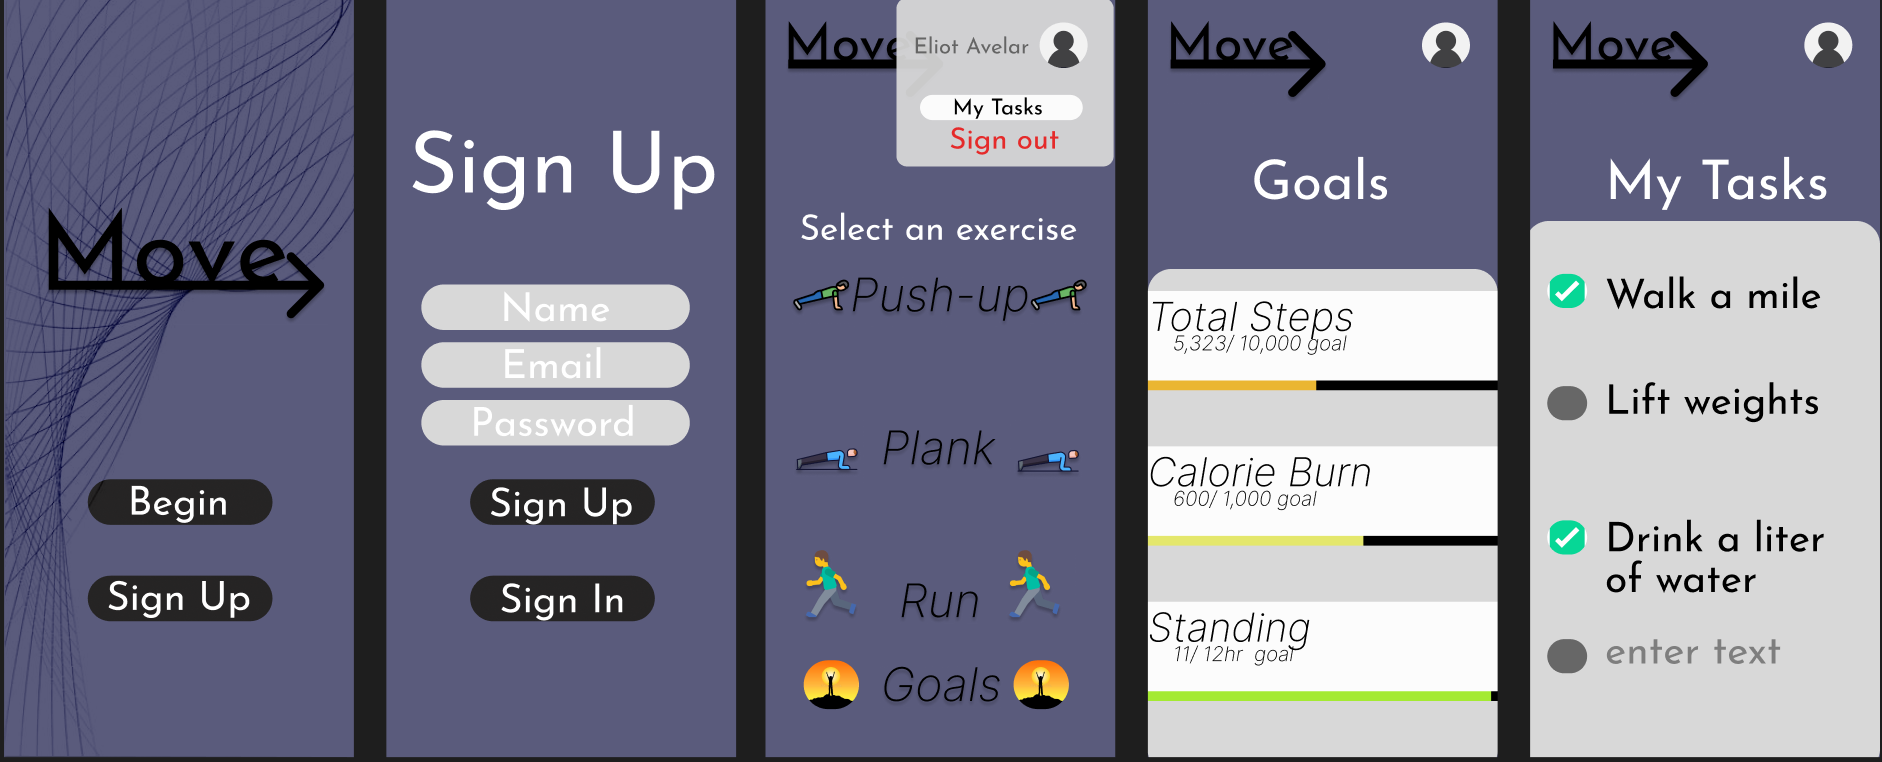 Move
Begin
Sign Up
Sign Up
Name
Email
Password
Sign Up
Sign In
Move
Eliot Avelar
My Tasks
Sign out
Select an exercise
Push-up
Plank
Run
Goals
Move
Goals
Total Steps
5,323/ 10,000 goal
Calorie Burn
600/ 1,000 goal
Standing
11/ 12hr goal
Move
My Tasks
Walk a mile
Lift weights
Drink a liter
of water
enter text